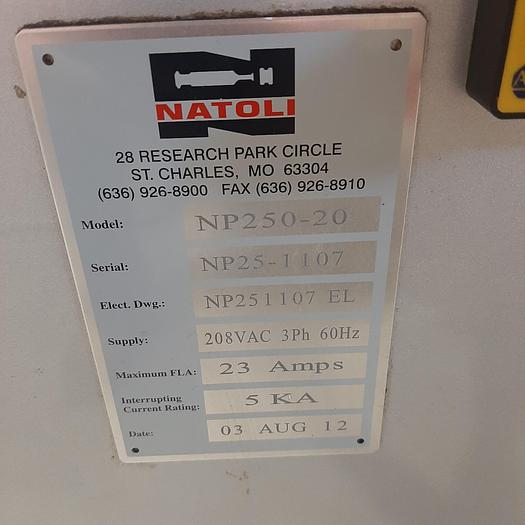 NATOLI
28 RESEARCH PARK CIRCLE
ST. CHARLES, MO 63304
(636) 926-8900 FAX (636) 926-8910
Model: NP250-20
Serial: NP25-1107
Elect. Dwg.: NP251107 EL
Supply: 208VAC 3Ph 60Hz
Maximum FLA: 23 Amps
Interrupting
Current Rating: 5 KA
Date: 03 AUG 12